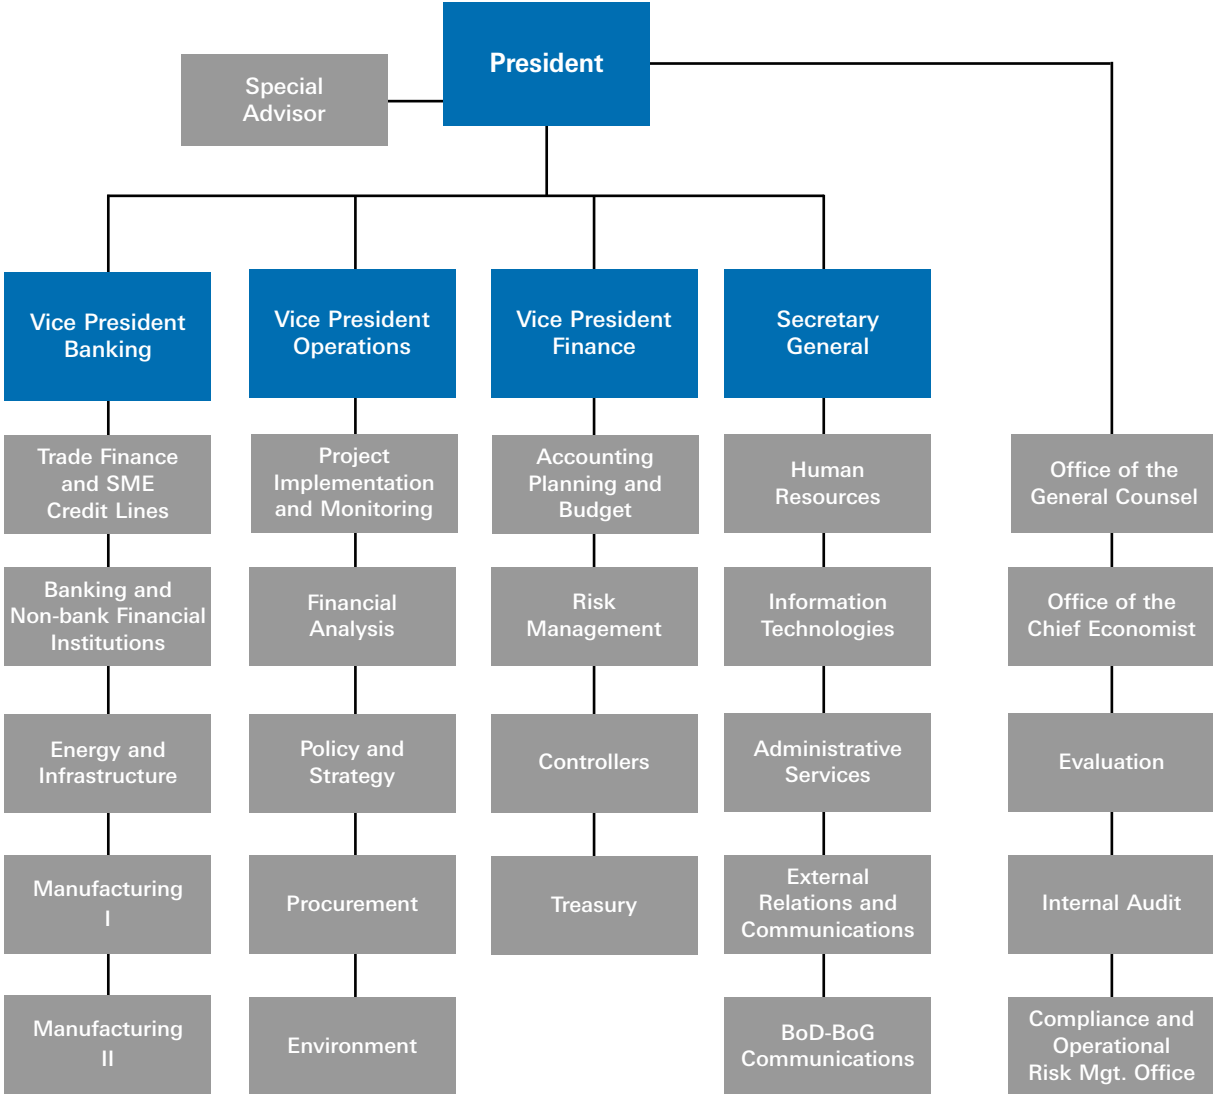 President
Special
Advisor
Vice President
Banking
Vice President
Operations
Vice President
Finance
Secretary
General
Trade Finance
and SME
Credit Lines
Project
Implementation
and Monitoring
Accounting
Planning and
Budget
Human
Resources
Office of the
General Counsel
Banking and
Non-bank Financial
Institutions
Financial
Analysis
Risk
Management
Information
Technologies
Office of the
Chief Economist
Energy and
Infrastructure
Policy and
Strategy
Controllers
Administrative
Services
Evaluation
Manufacturing
I
Procurement
Treasury
External
Relations and
Communications
Internal Audit
Manufacturing
II
Environment
BoD-BoG
Communications
Compliance and
Operational
Risk Mgt. Office